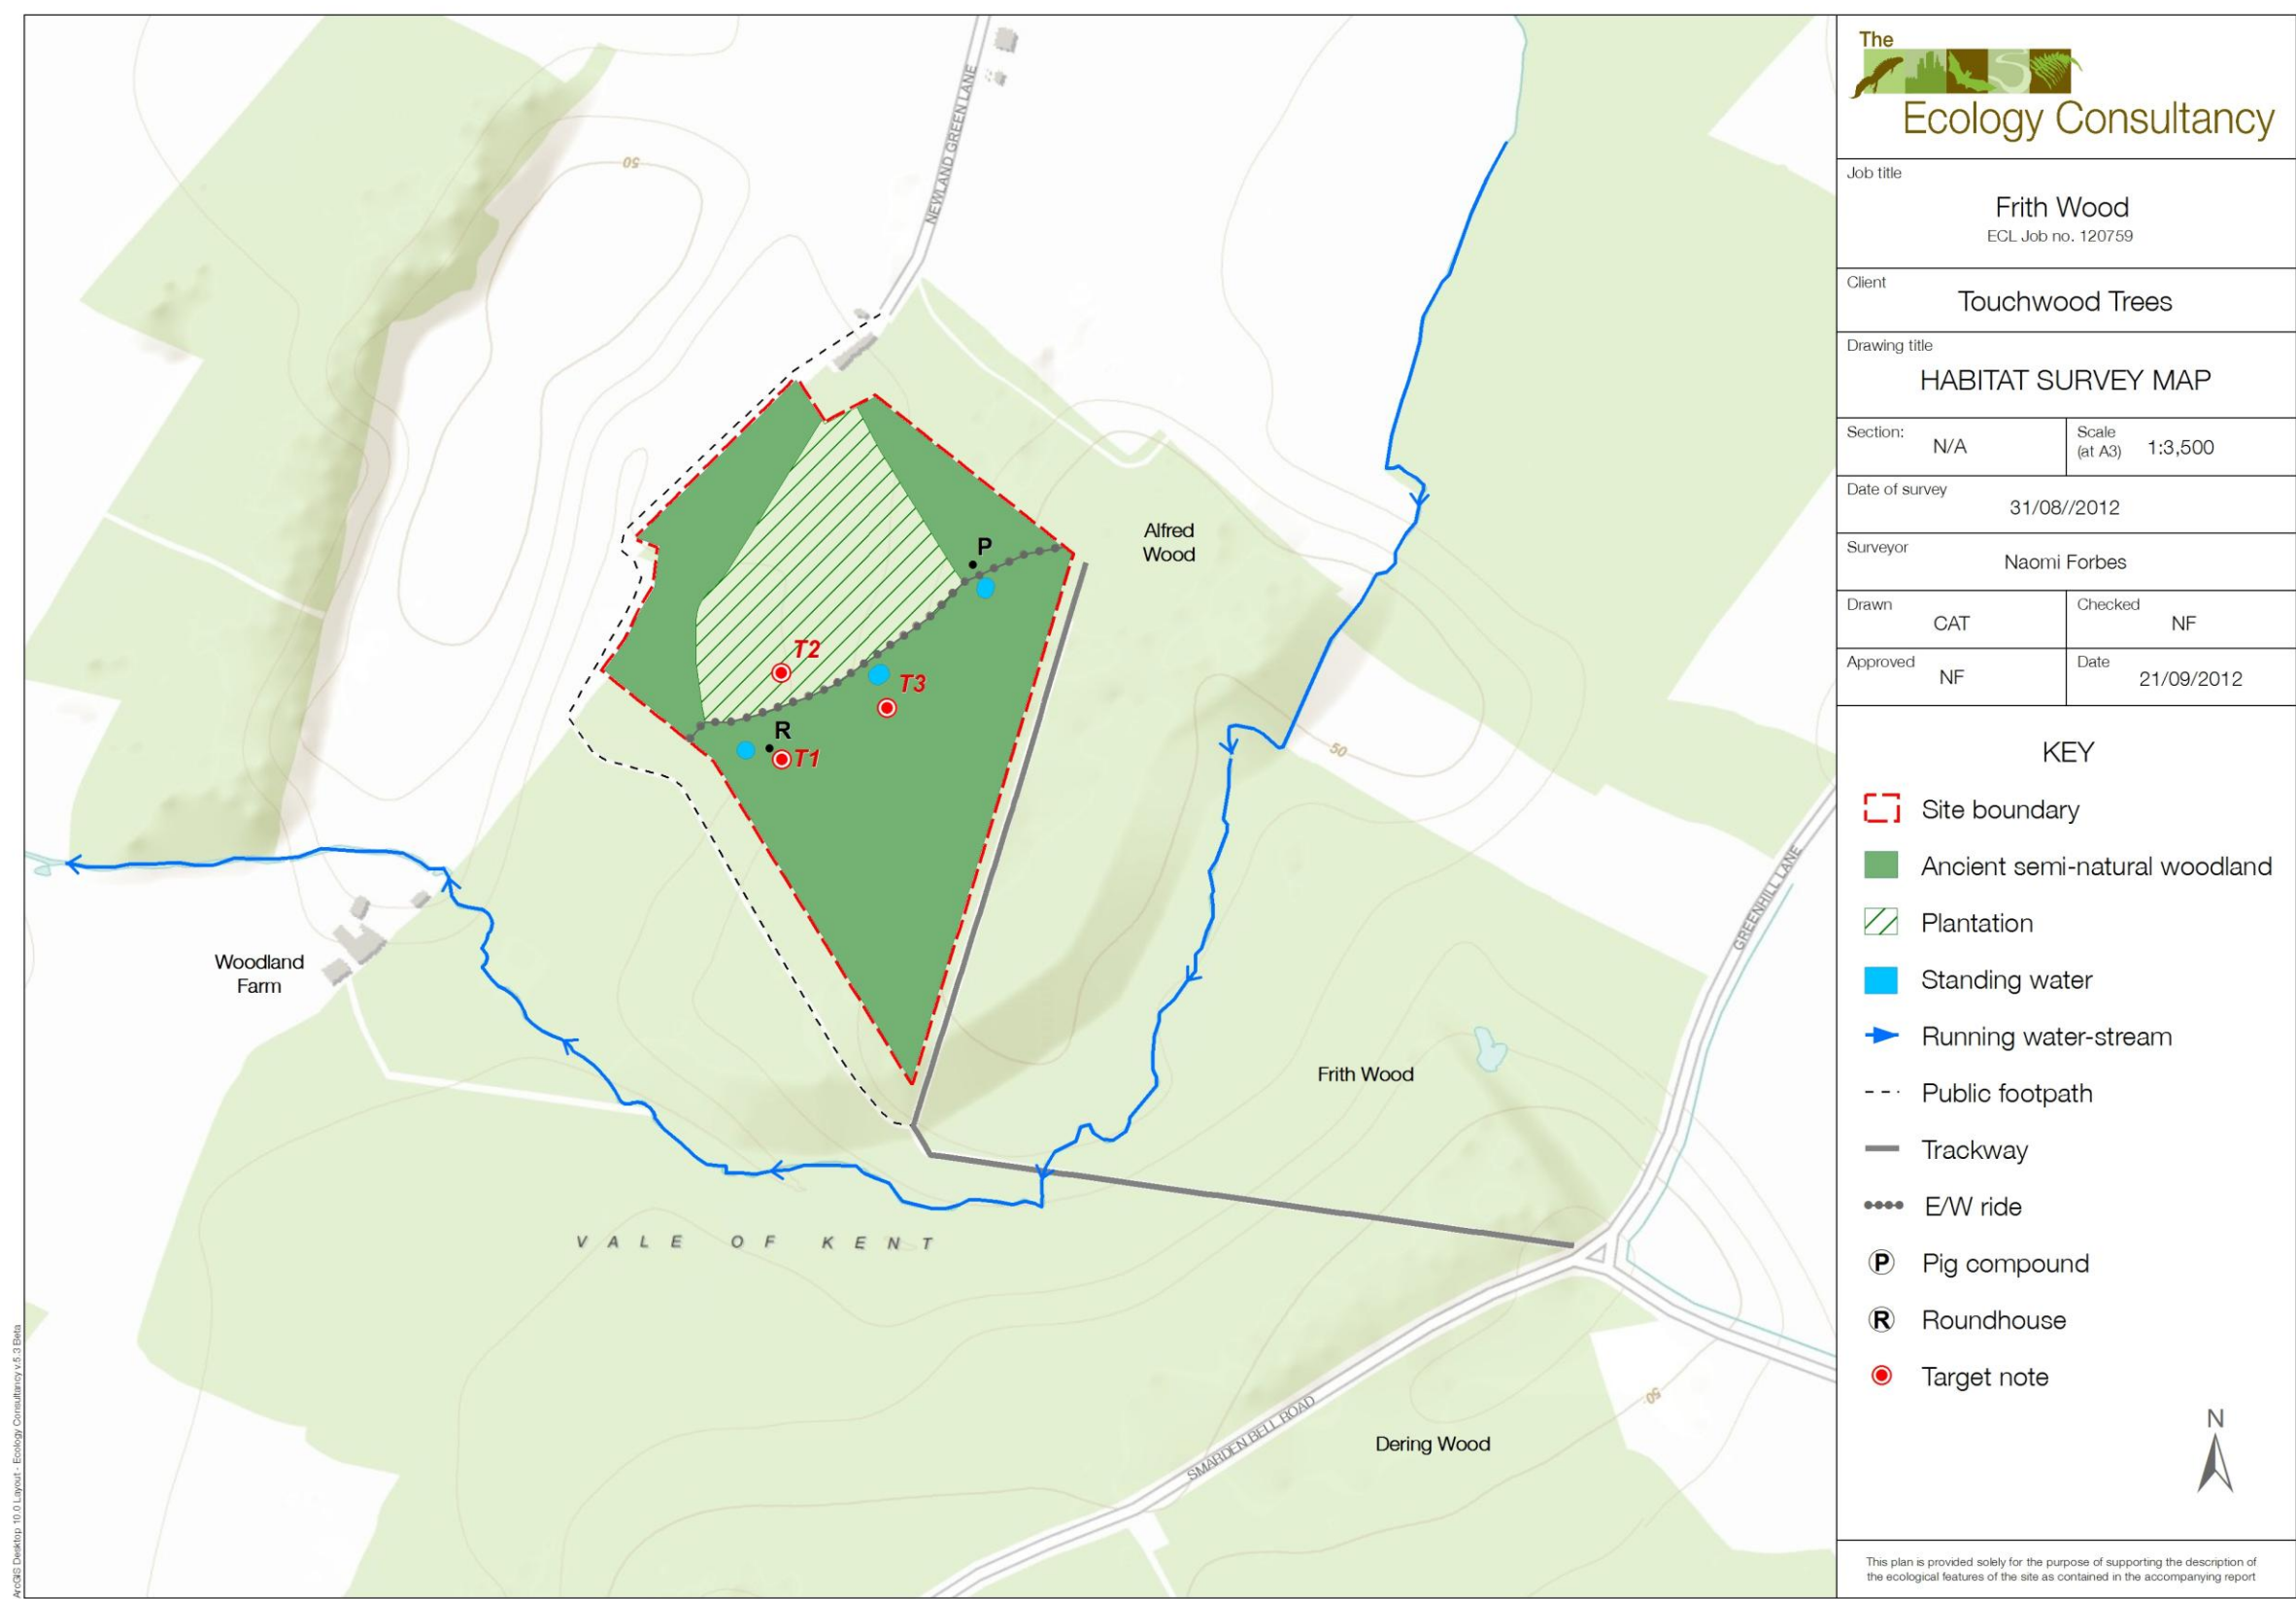 NEWLAND GREEN LANE
50
Alfred
Wood
P
T2
T3
R
T1
50
GREENHILL LANE
Woodland
Farm
Frith Wood
VALE OF KENT
50
SMARDEN BELL ROAD
Dering Wood
ArcGIS Desktop 10.0 Layout - Ecology Consultancy v.5.3 Beta
The
Ecology Consultancy
Job title
Frith Wood
ECL Job no. 120759
Client
Touchwood Trees
Drawing title
HABITAT SURVEY MAP
Section:
N/A
Scale
(at A3)
1:3,500
Date of survey
31/08//2012
Surveyor
Naomi Forbes
Drawn
CAT
Checked
NF
Approved
NF
Date
21/09/2012
KEY
Site boundary
Ancient semi-natural woodland
Plantation
Standing water
Running water-stream
Public footpath
Trackway
E/W ride
P Pig compound
R Roundhouse
Target note
N
This plan is provided solely for the purpose of supporting the description of
the ecological features of the site as contained in the accompanying report